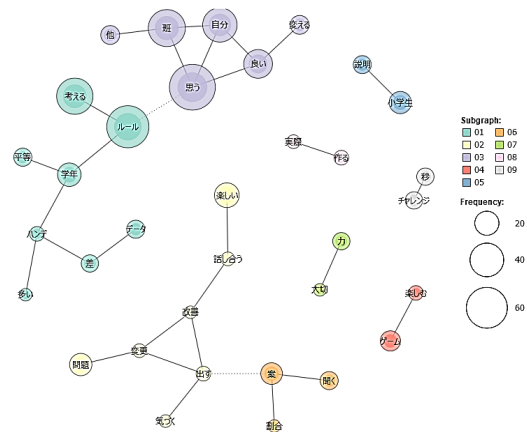 他
班
自分
変える
良い
思う
考える
ルール
説明
小学生
平等
学年
実際
作る
秒
チャレンジ
楽しい
ハンデ
データ
力
話し合う
差
大切
多い
楽しむ
改善
ゲーム
変更
問題
出す
案
聞く
気づく
割合
Subgraph:
01 06
02 07
03 08
04 09
05
Frequency:
20
40
60